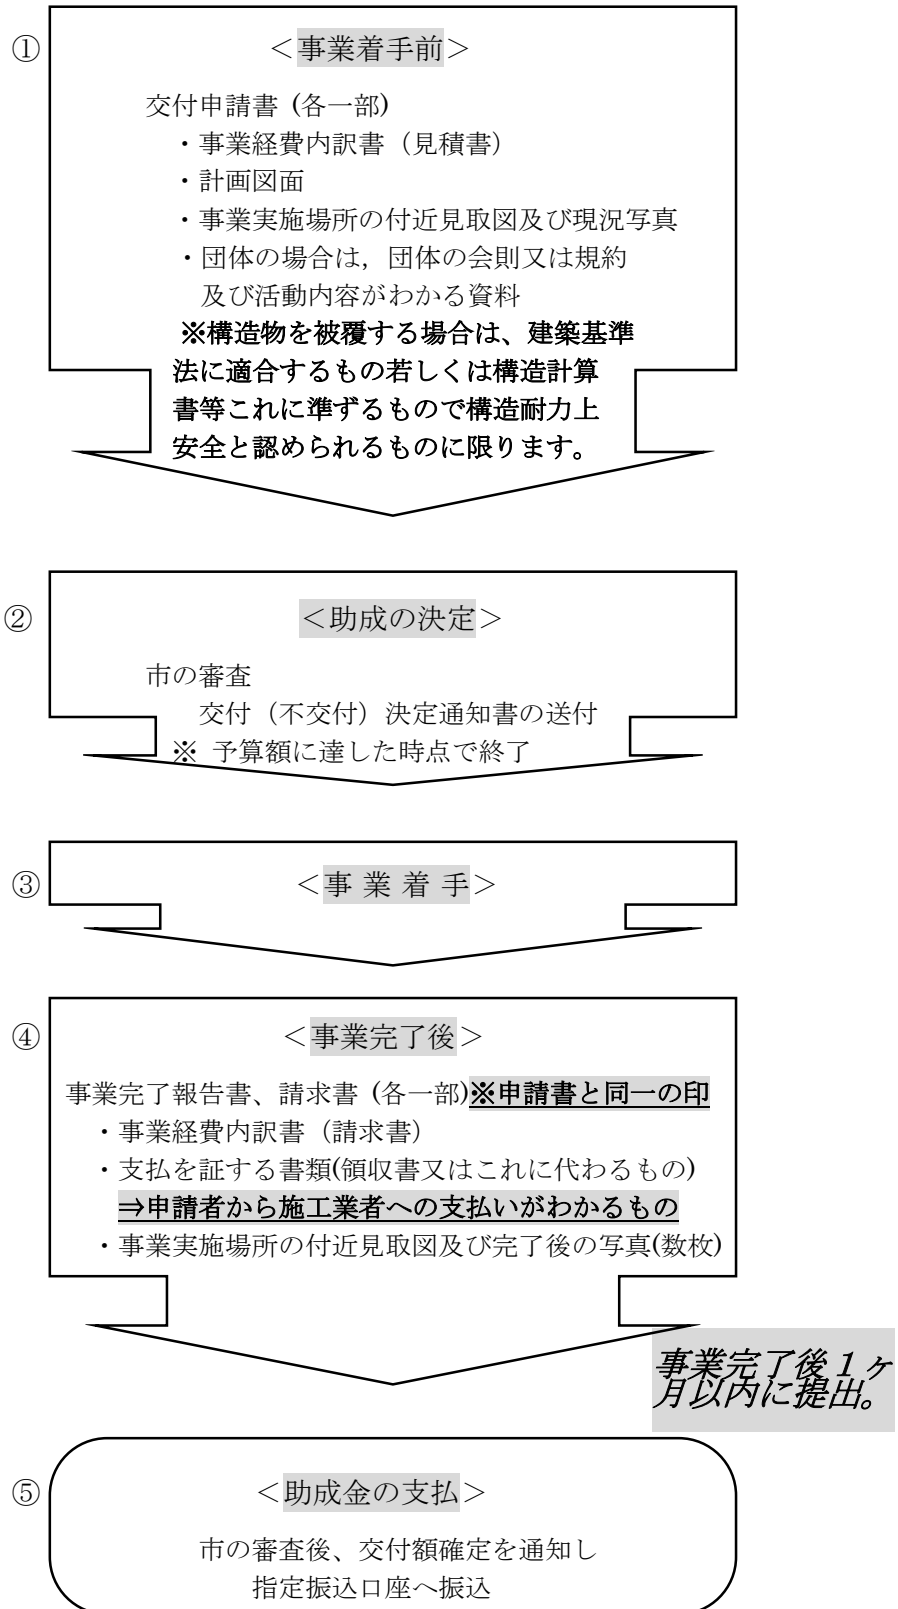 ①
＜事業着手前＞
交付申請書 (各一部)
・事業経費内訳書（見積書）
・計画図面
・事業実施場所の付近見取図及び現況写真
・団体の場合は，団体の会則又は規約
及び活動内容がわかる資料
※構造物を被覆する場合は、建築基準
法に適合するもの若しくは構造計算
書等これに準ずるもので構造耐力上
安全と認められるものに限ります。
②
＜助成の決定＞
市の審査
交付（不交付）決定通知書の送付
※ 予算額に達した時点で終了
③
＜事 業 着 手＞
④
＜事業完了後＞
事業完了報告書、請求書 (各一部)※申請書と同一の印
・事業経費内訳書（請求書）
・支払を証する書類(領収書又はこれに代わるもの)
⇒申請者から施工業者への支払いがわかるもの
・事業実施場所の付近見取図及び完了後の写真(数枚)
事業完了後１ヶ
月以内に提出。
⑤
＜助成金の支払＞
市の審査後、交付額確定を通知し
指定振込口座へ振込